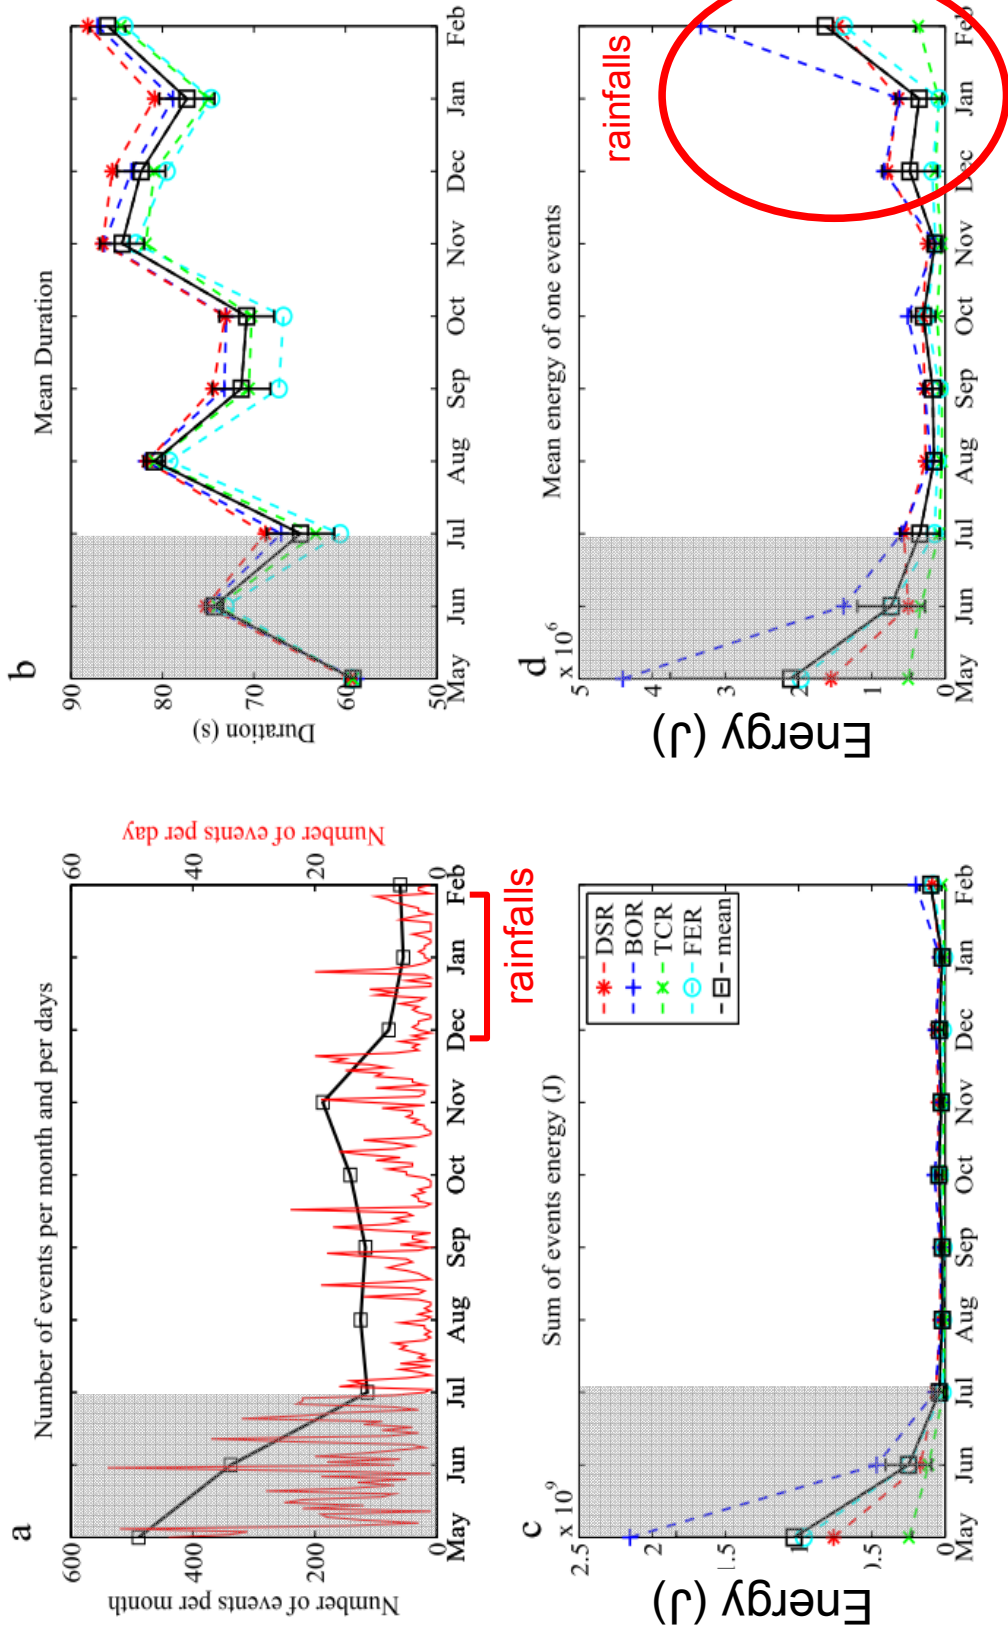 a
Number of events per month and per days
Number of events per month
600
400
200
0
Number of events per day
60
40
20
0
May Jun Jul Aug Sep Oct Nov Dec Jan Feb
rainfalls
b
Mean Duration
Duration (s)
90
80
70
60
50
May Jun Jul Aug Sep Oct Nov Dec Jan Feb
c
x 10^9
Sum of events energy (J)
Energy (J)
2.5
2
1.5
1
0.5
0
DSR
BOR
TCR
FER
mean
May Jun Jul Aug Sep Oct Nov Dec Jan Feb
d
x 10^6
Mean energy of one events
rainfalls
Energy (J)
5
4
3
2
1
0
May Jun Jul Aug Sep Oct Nov Dec Jan Feb